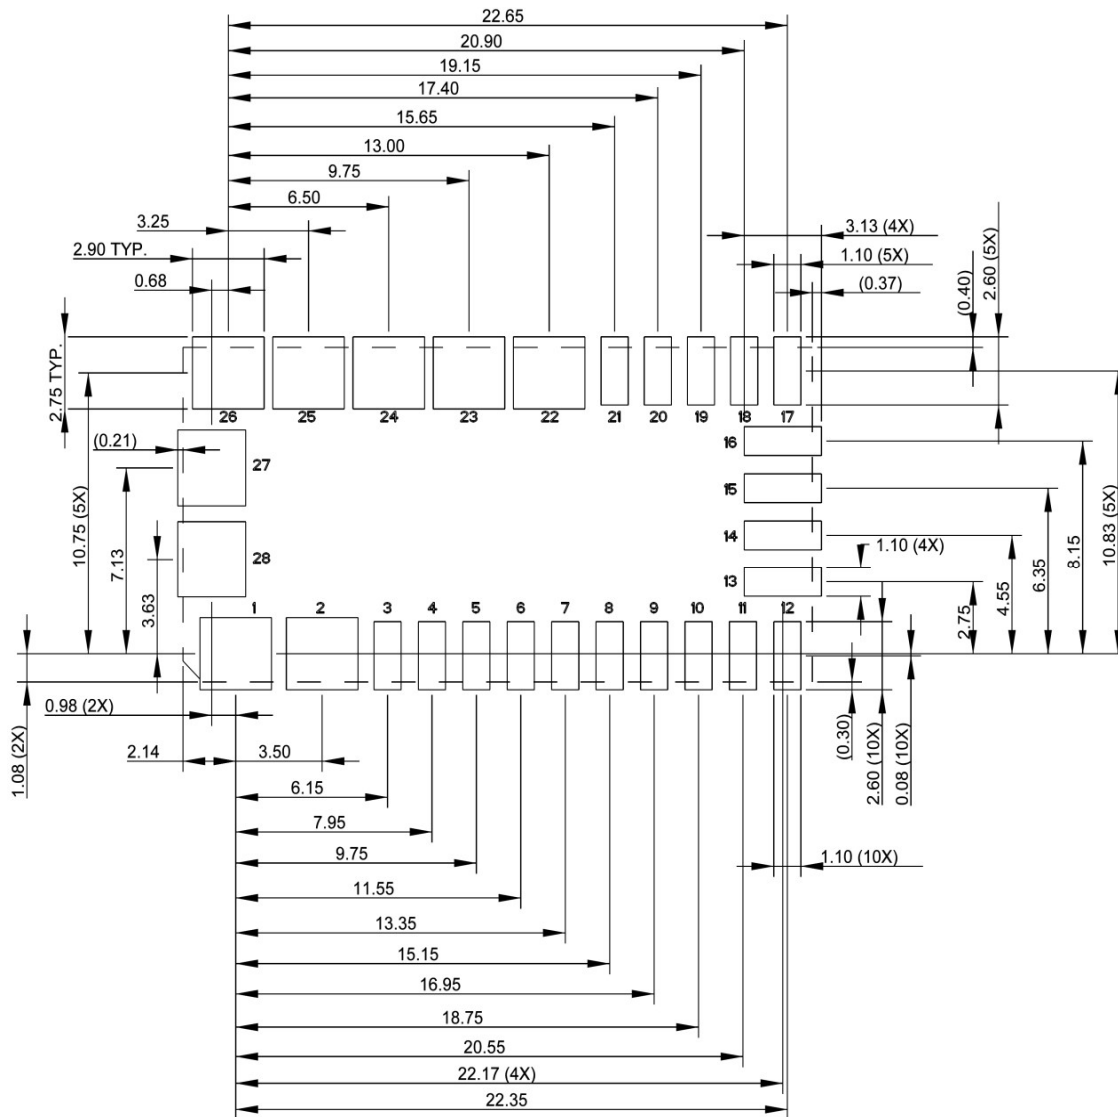 22.65
20.90
19.15
17.40
15.65
13.00
9.75
6.50
3.25
3.13 (4X)
2.90 TYP.
1.10 (5X)
2.60 (5X)
0.68
(0.37)
(0.40)
2.75 TYP.
26 25 24 23 22 21 20 19 18 17
(0.21)
27
16
15
28
14
1.10 (4X)
13
10.75 (5X)
7.13
3.63
2.75
4.55
6.35
8.15
10.83 (5X)
1 2 3 4 5 6 7 8 9 10 11 12
1.08 (2X)
0.98 (2X)
2.14
3.50
(0.30)
2.60 (10X)
0.08 (10X)
6.15
7.95
9.75
1.10 (10X)
11.55
13.35
15.15
16.95
18.75
20.55
22.17 (4X)
22.35